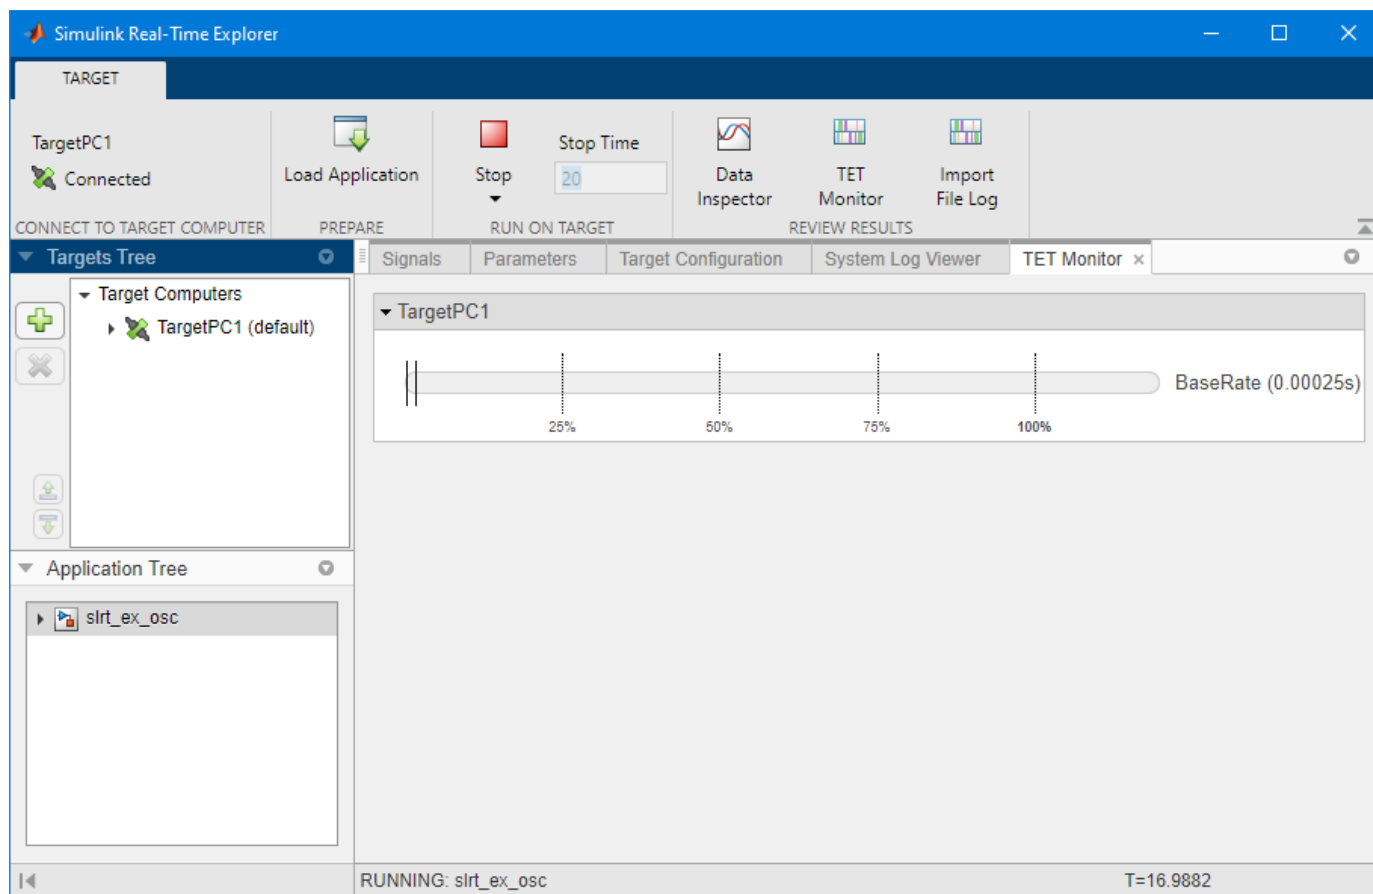 Simulink Real-Time Explorer
TARGET
TargetPC1
Connected
CONNECT TO TARGET COMPUTER
Load Application
PREPARE
Stop
Stop Time
20
RUN ON TARGET
Data
Inspector
TET
Monitor
Import
File Log
REVIEW RESULTS
Targets Tree
Target Computers
TargetPC1 (default)
Application Tree
slrt_ex_osc
Signals
Parameters
Target Configuration
System Log Viewer
TET Monitor
TargetPC1
BaseRate (0.00025s)
25%
50%
75%
100%
RUNNING: slrt_ex_osc
T=16.9882